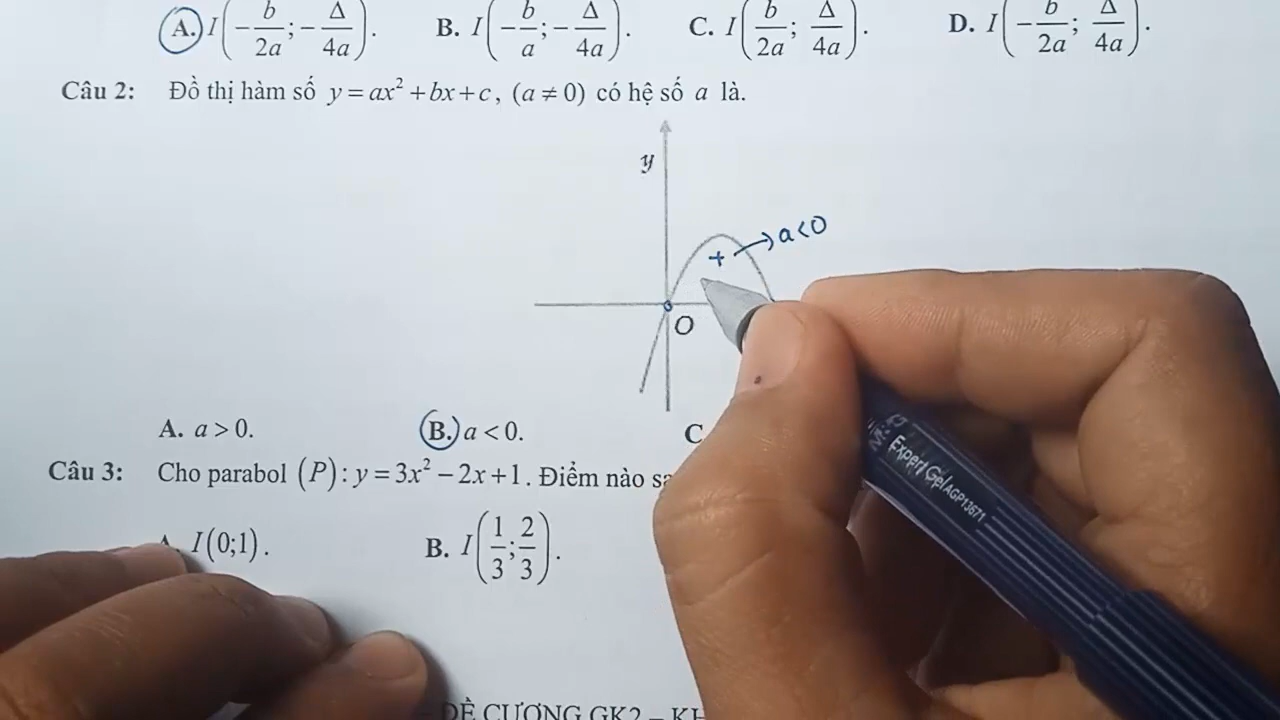 A. I(-b/2a; -Δ/4a). B. I(-b/a; -Δ/4a). C. I(b/2a; Δ/4a). D. I(-b/2a; Δ/4a).
Câu 2: Đồ thị hàm số y = ax² + bx + c, (a ≠ 0) có hệ số a là.
y
+ → a<0
O
A. a > 0. B. a < 0. C
Câu 3: Cho parabol (P): y = 3x² − 2x + 1. Điểm nào
A. I(0;1). B. I(1/3; 2/3).
ĐỀ CƯƠNG GK2 –
Expert Gel AGP13671